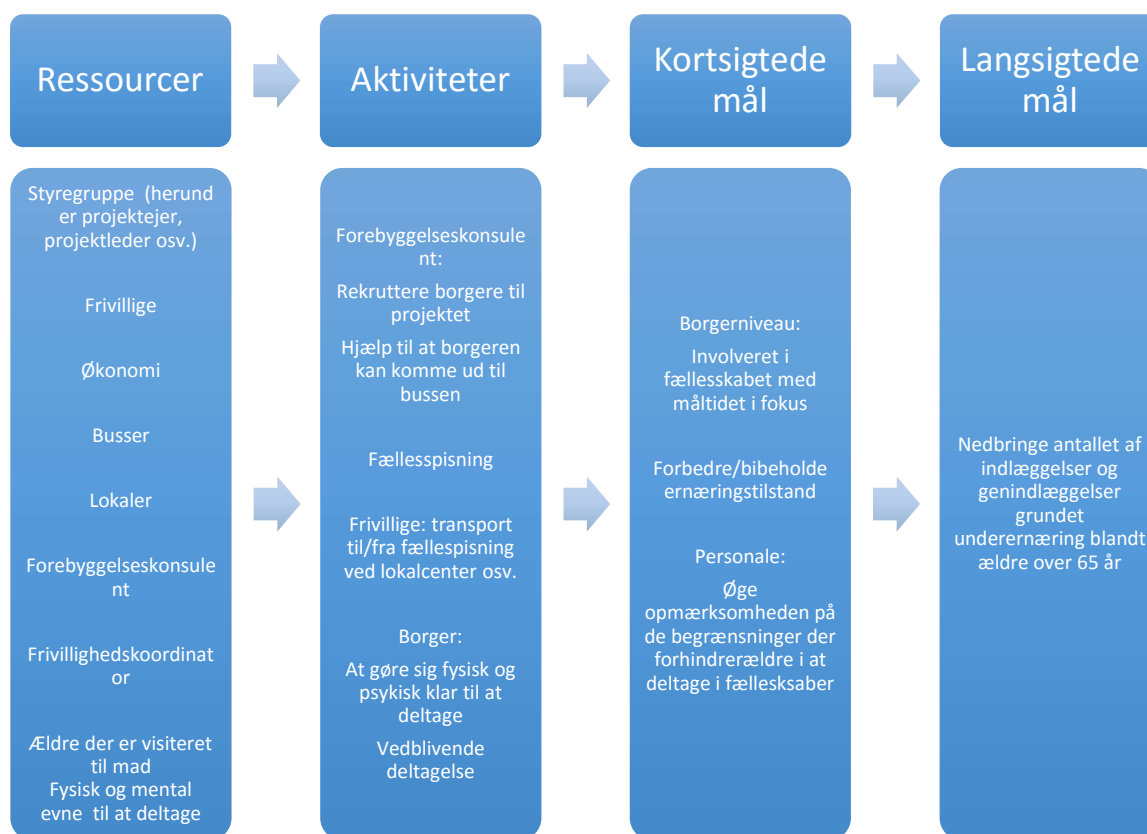 Ressourcer
Aktiviteter
Kortsigtede
mål
Langsigtede
mål
Styregruppe (herund
er projektejer,
projektleder osv.)
Frivillige
Økonomi
Busser
Lokaler
Forebyggelseskonsule
nt
Frivillighedskoordinat
or
Ældre der er visiteret
til mad
Fysisk og mental
evne til at deltage
Forebyggelseskonsule
nt:
Rekruttere borgere til
projektet
Hjælp til at borgeren
kan komme ud til
bussen
Fællesspisning
Frivillige: transport
til/fra fællespisning
ved lokalcenter osv.
Borger:
At gøre sig fysisk og
psykisk klar til at
deltage
Vedblivende
deltagelse
Borgerniveau:
Involveret i
fællesskabet med
måltidet i fokus
Forbedre/bibeholde
ernæringstilstand
Personale:
Øge
opmærksomheden på
de begrænsninger der
forhindrerældre i at
deltage i fællesksaber
Nedbringe antallet af
indlæggelser og
genindlæggelser
grundet
underernæring blandt
ældre over 65 år